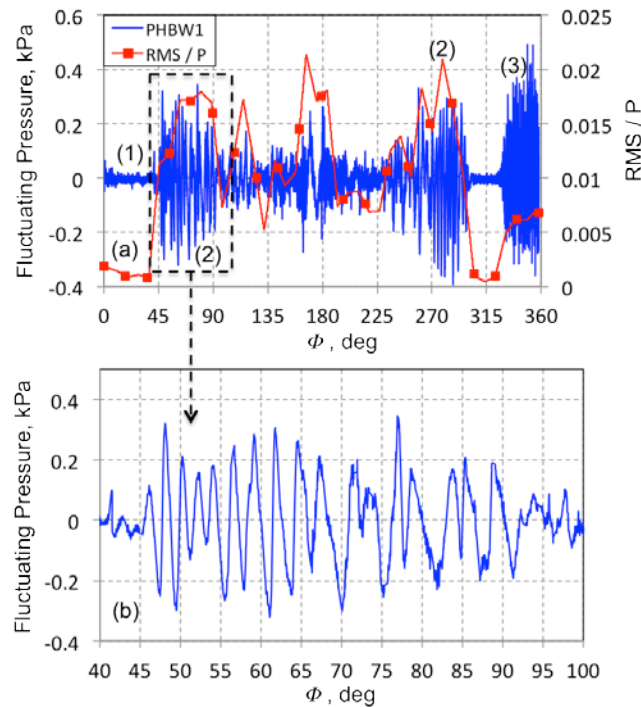 PHBW1
RMS / P
(1)
(2)
(2)
(3)
(a)
Fluctuating Pressure, kPa
0.6
0.4
0.2
0
-0.2
-0.4
RMS / P
0.025
0.02
0.015
0.01
0.005
0
0 45 90 135 180 225 270 315 360
Φ , deg
Fluctuating Pressure, kPa
0.4
0.2
0
-0.2
-0.4
(b)
40 45 50 55 60 65 70 75 80 85 90 95 100
Φ , deg